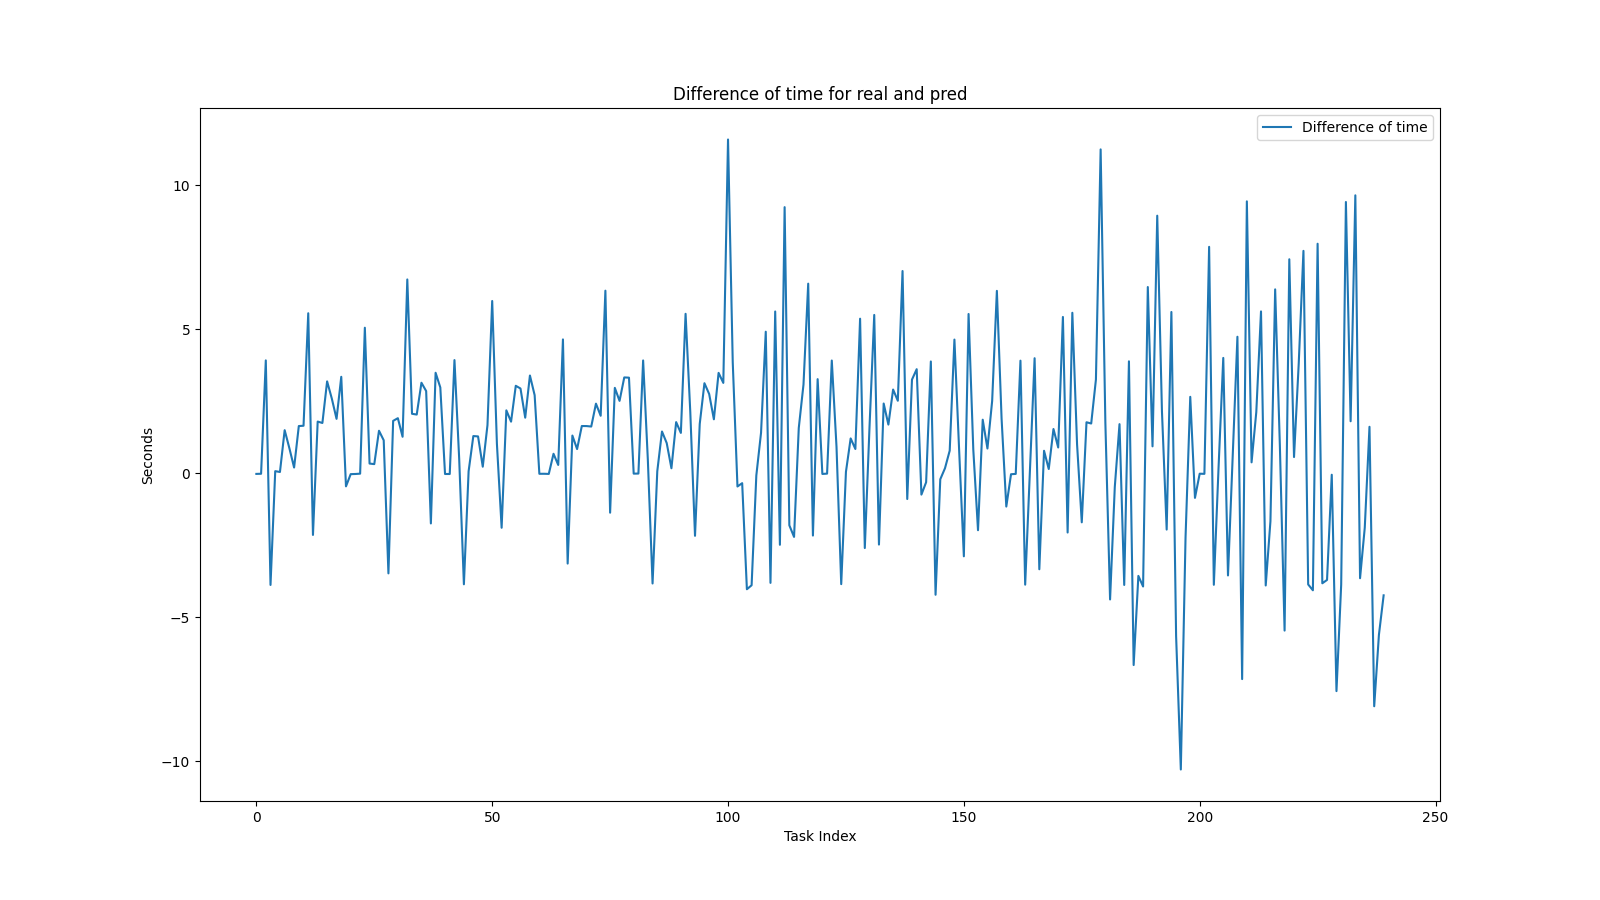 Difference of time for real and pred
Difference of time
10
5
0
−5
−10
Seconds
0 50 100 150 200 250
Task Index